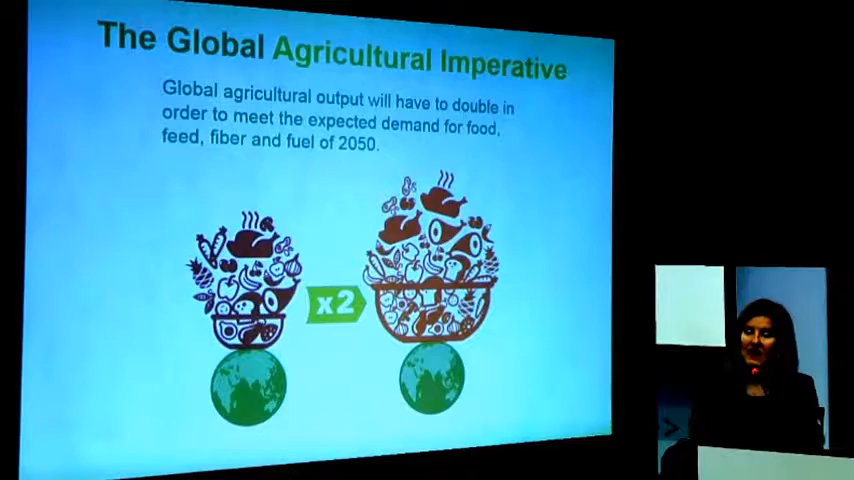 The Global Agricultural Imperative
Global agricultural output will have to double in
order to meet the expected demand for food,
feed, fiber and fuel of 2050.
x2